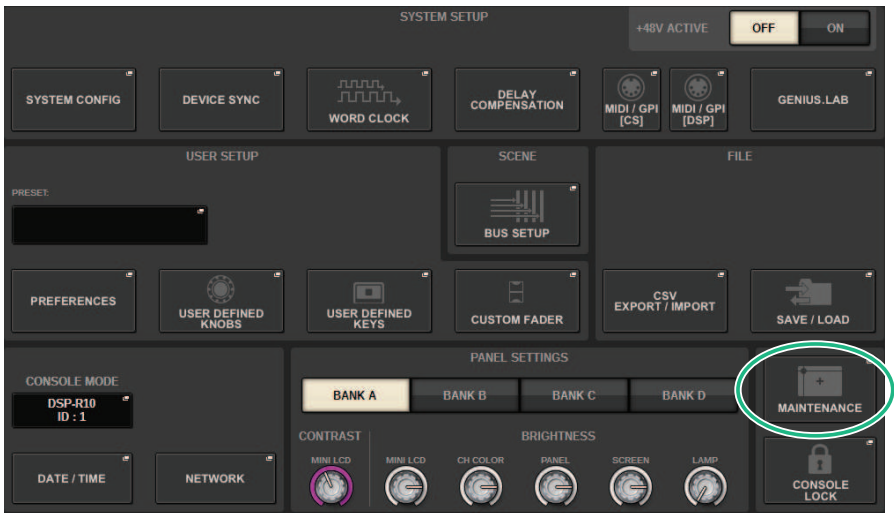 SYSTEM SETUP
+48V ACTIVE
OFF
ON
SYSTEM CONFIG
DEVICE SYNC
WORD CLOCK
DELAY
COMPENSATION
MIDI / GPI
[CS]
MIDI / GPI
[DSP]
GENIUS.LAB
USER SETUP
SCENE
FILE
PRESET:
BUS SETUP
PREFERENCES
USER DEFINED
KNOBS
USER DEFINED
KEYS
CUSTOM FADER
CSV
EXPORT / IMPORT
SAVE / LOAD
CONSOLE MODE
DSP-R10
ID : 1
PANEL SETTINGS
BANK A
BANK B
BANK C
BANK D
MAINTENANCE
CONTRAST
BRIGHTNESS
MINI LCD
MINI LCD
CH COLOR
PANEL
SCREEN
LAMP
DATE / TIME
NETWORK
CONSOLE
LOCK